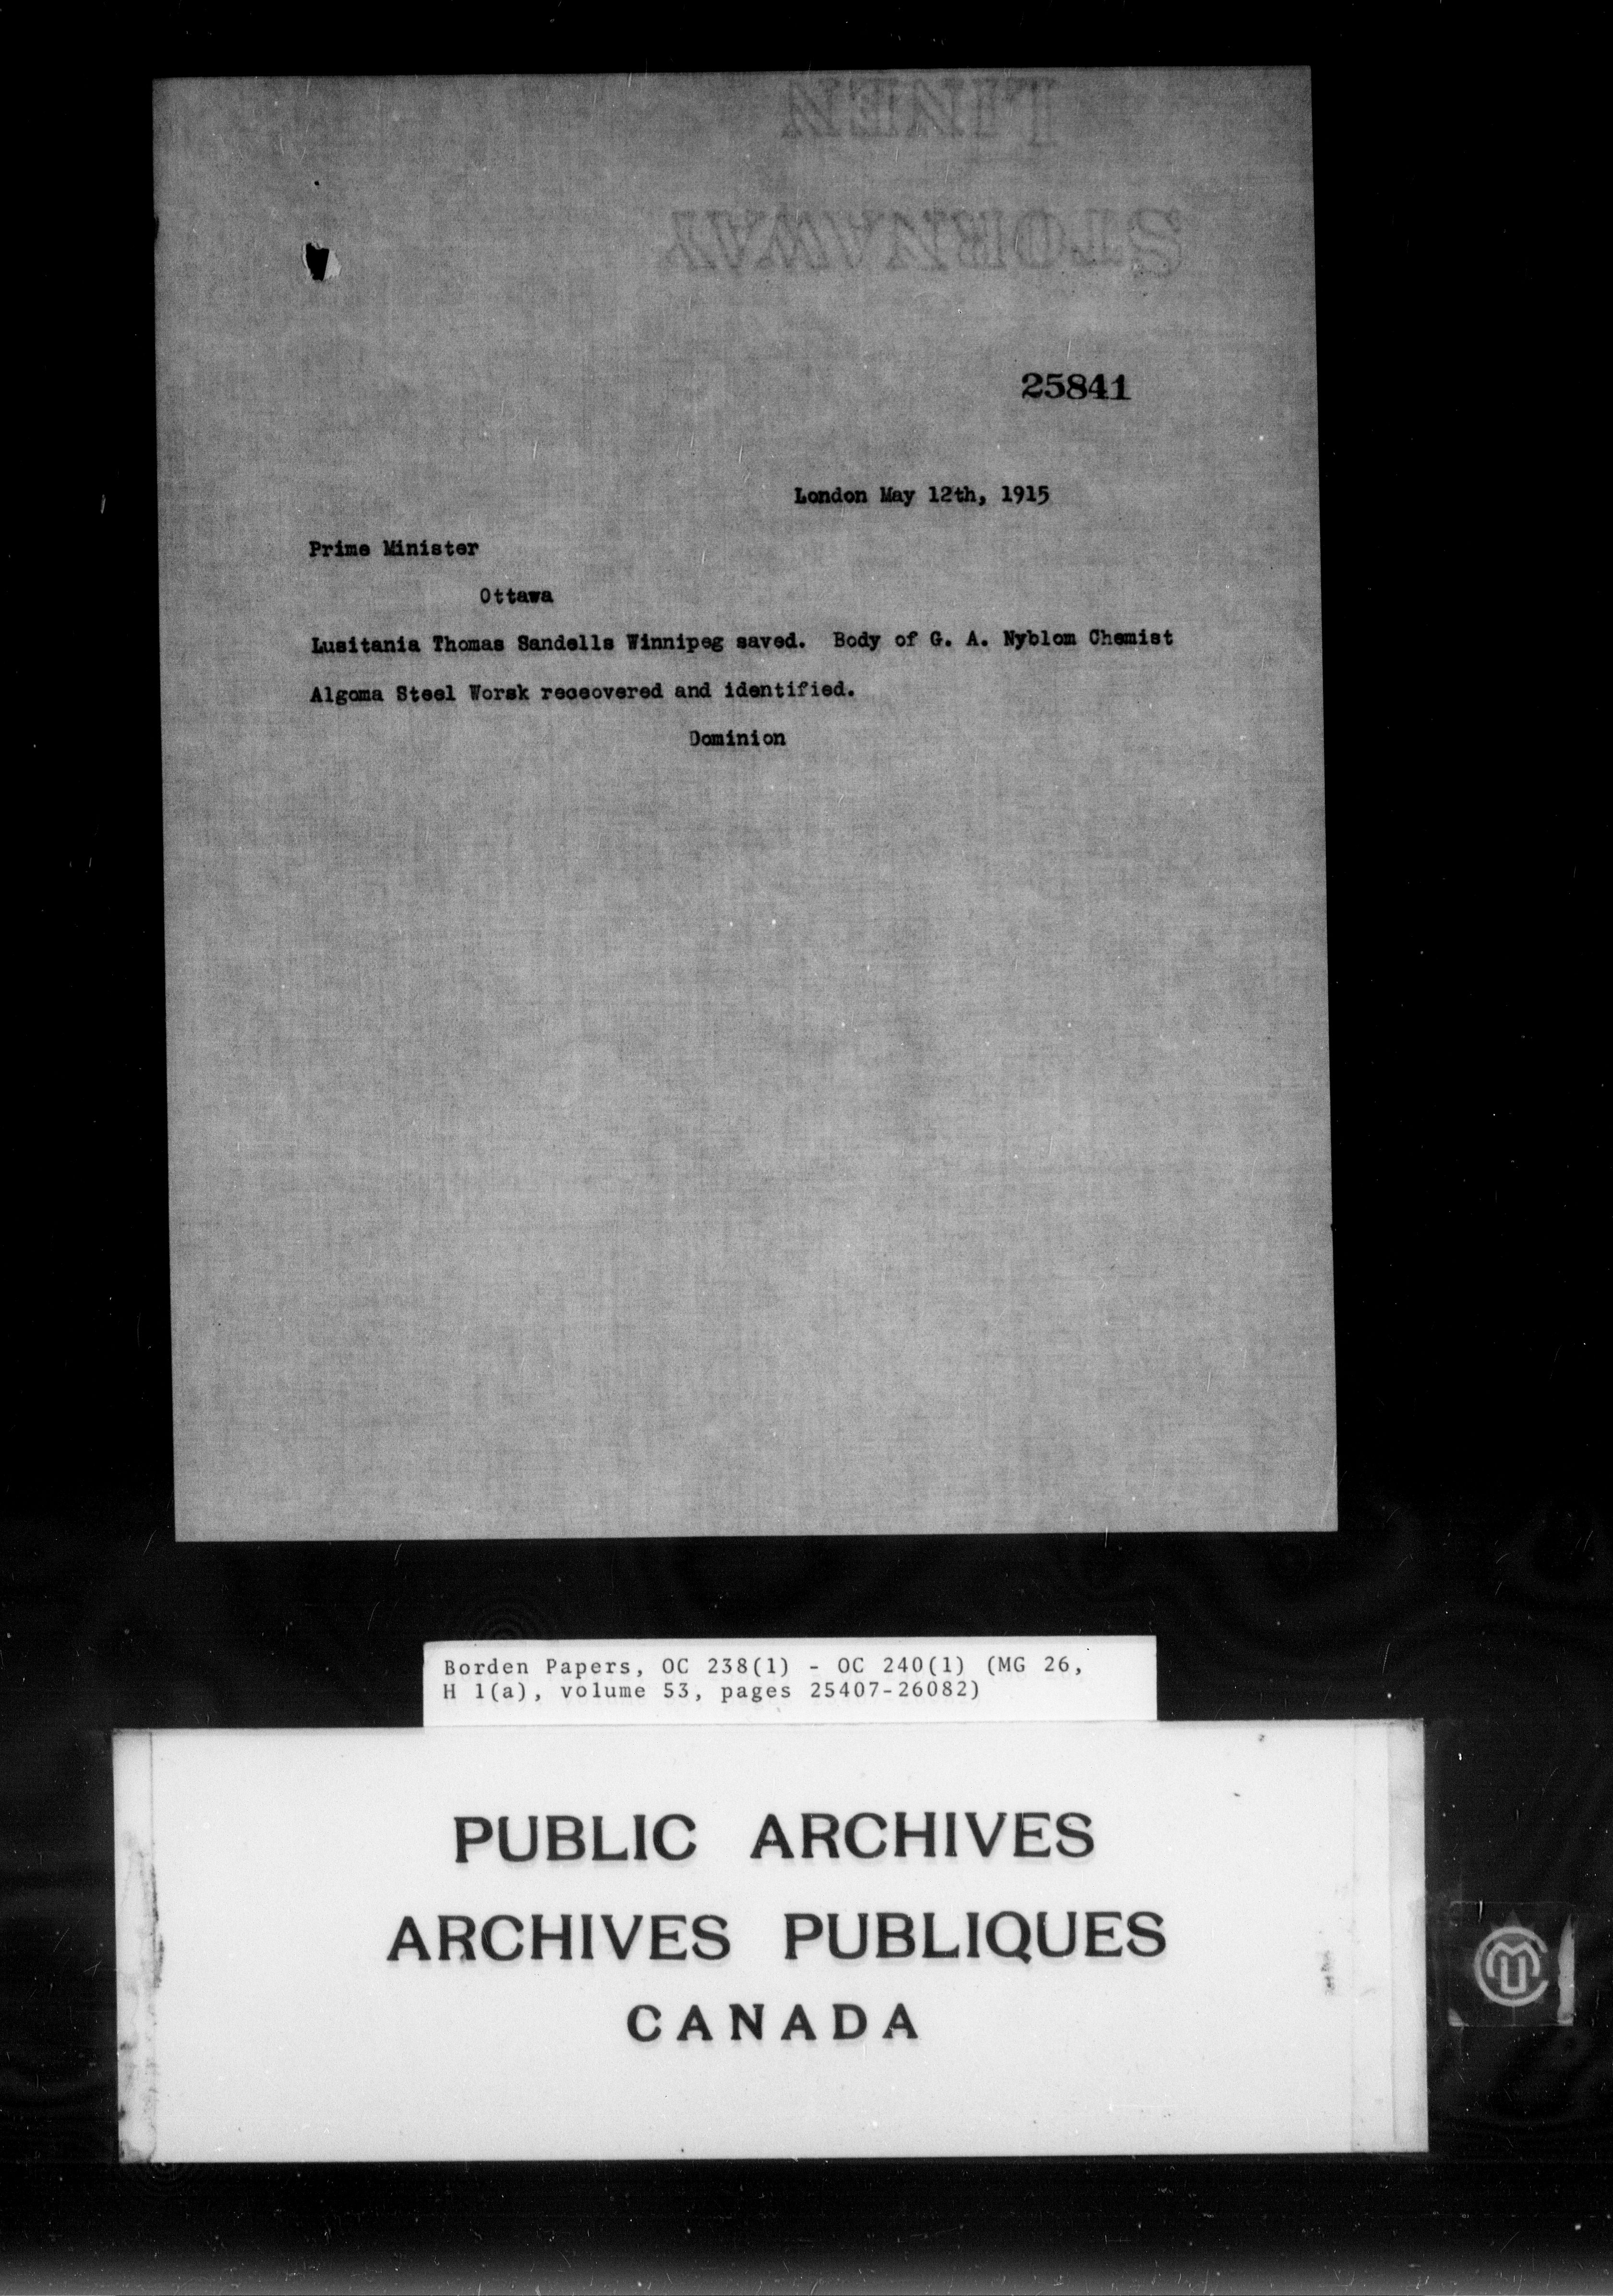 LINEN
STORNAWAY
25841
London May 12th, 1915
Prime Minister
Ottawa
Lusitania Thomas Sandells Winnipeg saved. Body of G. A. Nyblom Chemist
Algoma Steel Worsk receovered and identified.
Dominion
Borden Papers, OC 238(1) - OC 240(1) (MG 26,
H 1(a), volume 53, pages 25407-26082)
PUBLIC ARCHIVES
ARCHIVES PUBLIQUES
CANADA